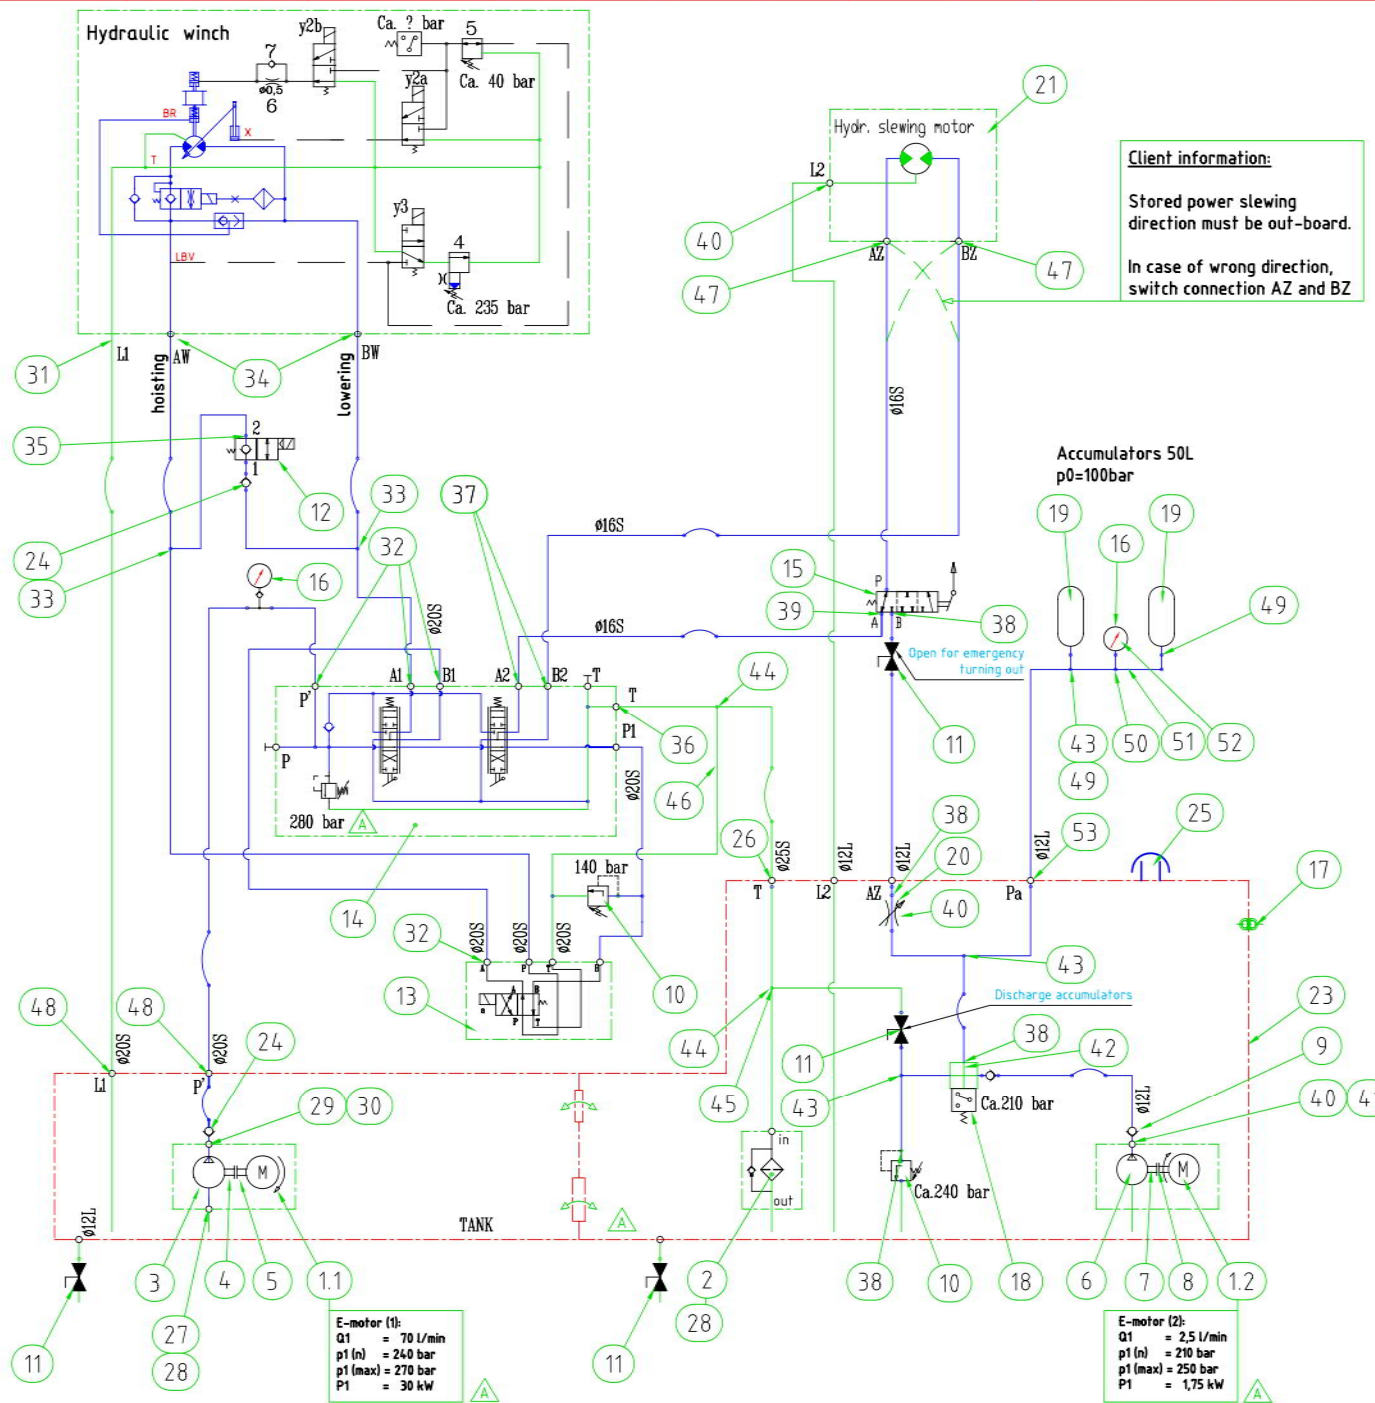 Hydraulic winch
y2b
Ca. ? bar
5
7
ø0,5
6
y2a
Ca. 40 bar
BR
X
T
y3
4
LBV
Ca. 235 bar
21
Hydr. slewing motor
L2
40
AZ
BZ
47
47
Client information:
Stored power slewing
direction must be out-board.
In case of wrong direction,
switch connection AZ and BZ
31
L1
AW
34
BW
hoisting
lowering
35
2
1
12
24
33
33
37
32
16
ø16S
ø16S
ø16S
ø20S
Accumulators 50L
p0=100bar
19
16
19
15
P
39
A
B
38
49
Open for emergency
turning out
11
43
49
50
51
52
P'
A1
B1
A2
B2
T
T
44
P
P1
36
46
ø20S
280 bar
A
14
140 bar
26
ø25S
ø12L
ø12L
38
20
40
ø12L
53
25
17
T
L2
AZ
Pa
32
ø20S
ø20S
ø20S
A
P
T
B
13
a
A
B
P
T
10
43
Discharge accumulators
23
48
48
ø20S
ø20S
24
L1
P'
29
30
44
45
11
43
38
42
9
Ca.210 bar
ø12L
40
41
M
in
out
Ca.240 bar
M
TANK
A
ø12L
11
3
4
5
1.1
27
28
11
2
28
38
10
18
6
7
8
1.2
E-motor (1):
Q1 = 70 l/min
p1 (n) = 240 bar
p1 (max) = 270 bar
P1 = 30 kW
A
E-motor (2):
Q1 = 2,5 l/min
p1 (n) = 210 bar
p1 (max) = 250 bar
P1 = 1,75 kW
A